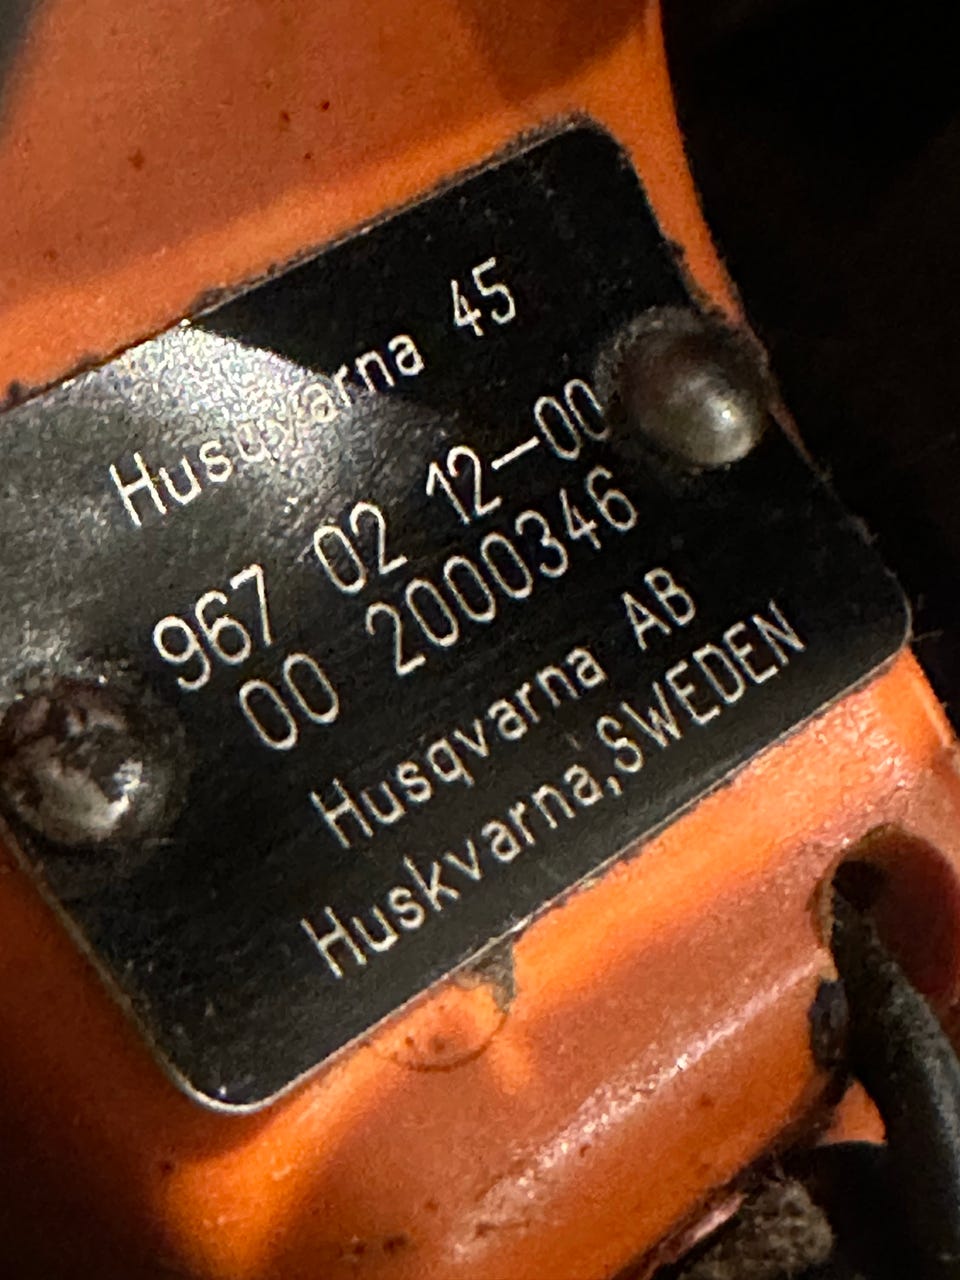 Husqvarna 45
967 02 12-00
00 2000346
Husqvarna AB
Huskvarna,SWEDEN